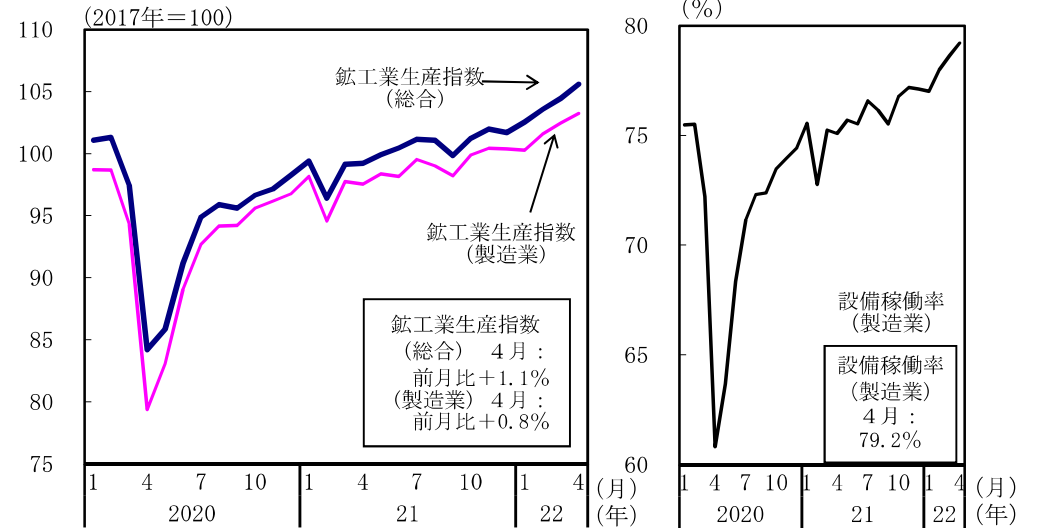 (2017年＝100)
110
105
100
95
90
85
80
75
鉱工業生産指数
(総合)
鉱工業生産指数
(製造業)
鉱工業生産指数
(総合) ４月：
前月比＋1.1%
(製造業) ４月：
前月比＋0.8%
1 4 7 10 1 4 7 10 1 4 (月)
2020 21 22 (年)
(%)
80
75
70
65
60
設備稼働率
(製造業)
設備稼働率
(製造業)
４月：
79.2%
1 4 7 10 1 4 7 10 1 4 (月)
2020 21 22 (年)